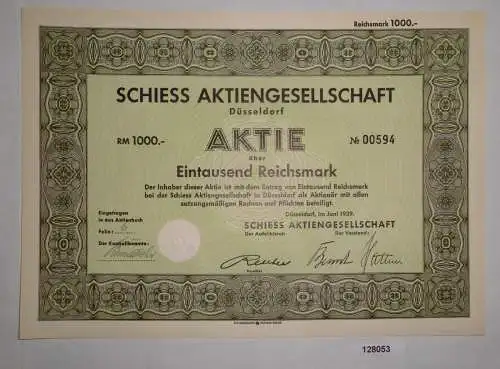 Reichsmark 1000.-
SCHIESS AKTIENGESELLSCHAFT
Düsseldorf
RM 1000.-
AKTIE
№ 00594
über
Eintausend Reichsmark
Der Inhaber dieser Aktie ist mit dem Betrag von Eintausend Reichsmark
bei der Schiess Aktiengesellschaft in Düsseldorf als Aktionär mit allen
satzungsmäßigen Rechten und Pflichten beteiligt.
Eingetragen
in das Aktienbuch
Folio:
Der Kontrollbeamte:
Düsseldorf, im Juni 1939.
SCHIESS AKTIENGESELLSCHAFT
Der Aufsichtsrat:
Der Vorstand:
128053